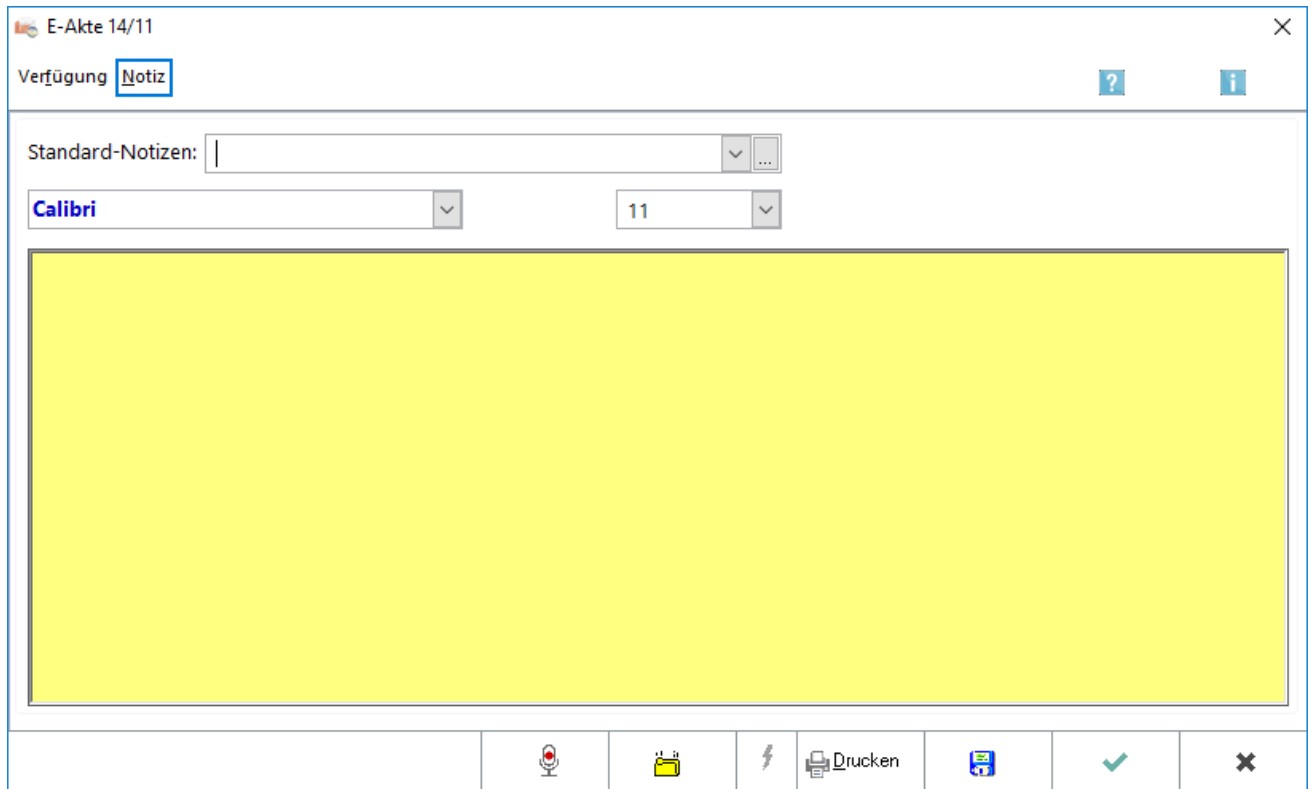 E-Akte 14/11
Verfügung Notiz
Standard-Notizen: ...
Calibri 11
Drucken